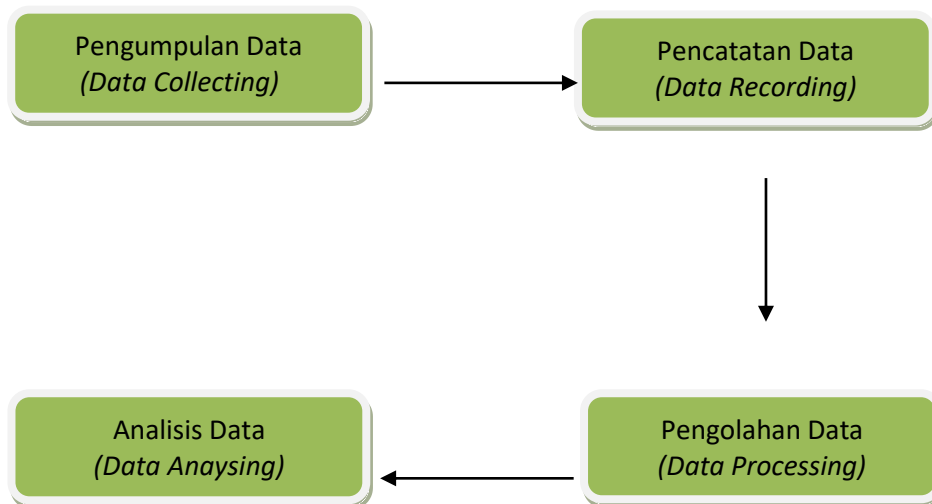 Pengumpulan Data
(Data Collecting)
Pencatatan Data
(Data Recording)
Pengolahan Data
(Data Processing)
Analisis Data
(Data Anaysing)